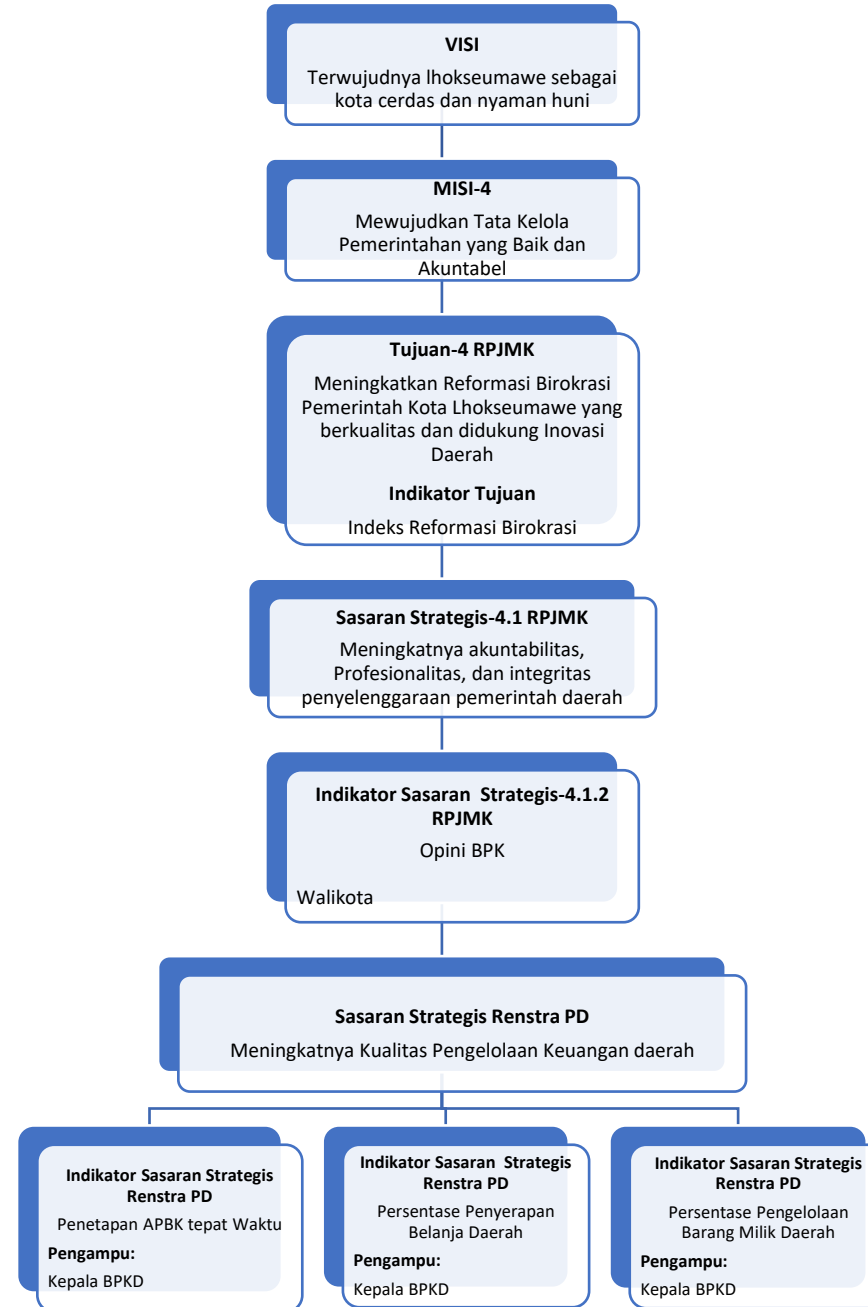 VISI
Terwujudnya lhokseumawe sebagai
kota cerdas dan nyaman huni
MISI-4
Mewujudkan Tata Kelola
Pemerintahan yang Baik dan
Akuntabel
Tujuan-4 RPJMK
Meningkatkan Reformasi Birokrasi
Pemerintah Kota Lhokseumawe yang
berkualitas dan didukung Inovasi
Daerah
Indikator Tujuan
Indeks Reformasi Birokrasi
Sasaran Strategis-4.1 RPJMK
Meningkatnya akuntabilitas,
Profesionalitas, dan integritas
penyelenggaraan pemerintah daerah
Indikator Sasaran Strategis-4.1.2
RPJMK
Opini BPK
Walikota
Sasaran Strategis Renstra PD
Meningkatnya Kualitas Pengelolaan Keuangan daerah
Indikator Sasaran Strategis
Renstra PD
Penetapan APBK tepat Waktu
Pengampu:
Kepala BPKD
Indikator Sasaran Strategis
Renstra PD
Persentase Penyerapan
Belanja Daerah
Pengampu:
Kepala BPKD
Indikator Sasaran Strategis
Renstra PD
Persentase Pengelolaan
Barang Milik Daerah
Pengampu:
Kepala BPKD